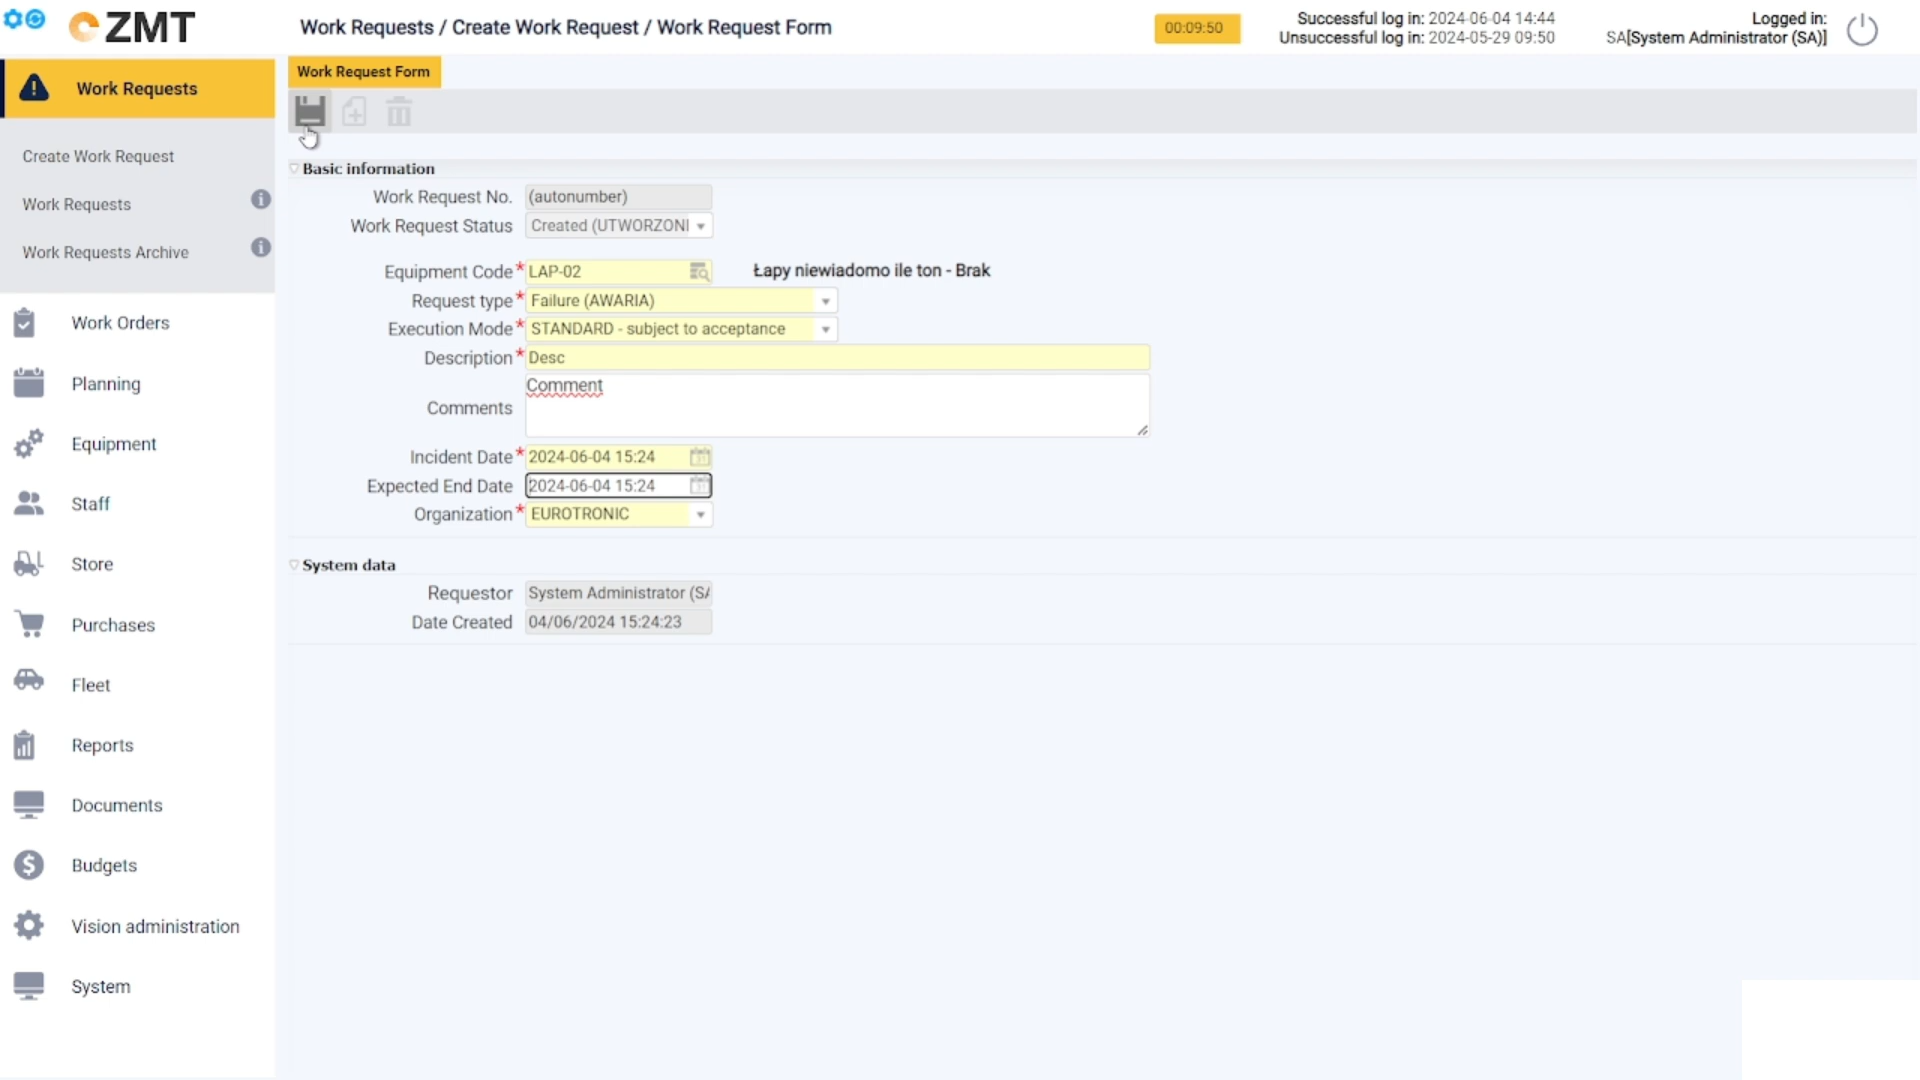 ZMT
Work Requests / Create Work Request / Work Request Form
00:09:50
Successful log in: 2024-06-04 14:44
Unsuccessful log in: 2024-05-29 09:50
Logged in:
SA[System Administrator (SA)]
Work Requests
Create Work Request
Work Requests
Work Requests Archive
Work Orders
Planning
Equipment
Staff
Store
Purchases
Fleet
Reports
Documents
Budgets
Vision administration
System
Work Request Form
Basic information
Work Request No. (autonumber)
Work Request Status Created (UTWORZONI
Equipment Code* LAP-02 Łapy niewiadomo ile ton - Brak
Request type* Failure (AWARIA)
Execution Mode* STANDARD - subject to acceptance
Description* Desc
Comments Comment
Incident Date* 2024-06-04 15:24
Expected End Date 2024-06-04 15:24
Organization* EUROTRONIC
System data
Requestor System Administrator (SA
Date Created 04/06/2024 15:24:23